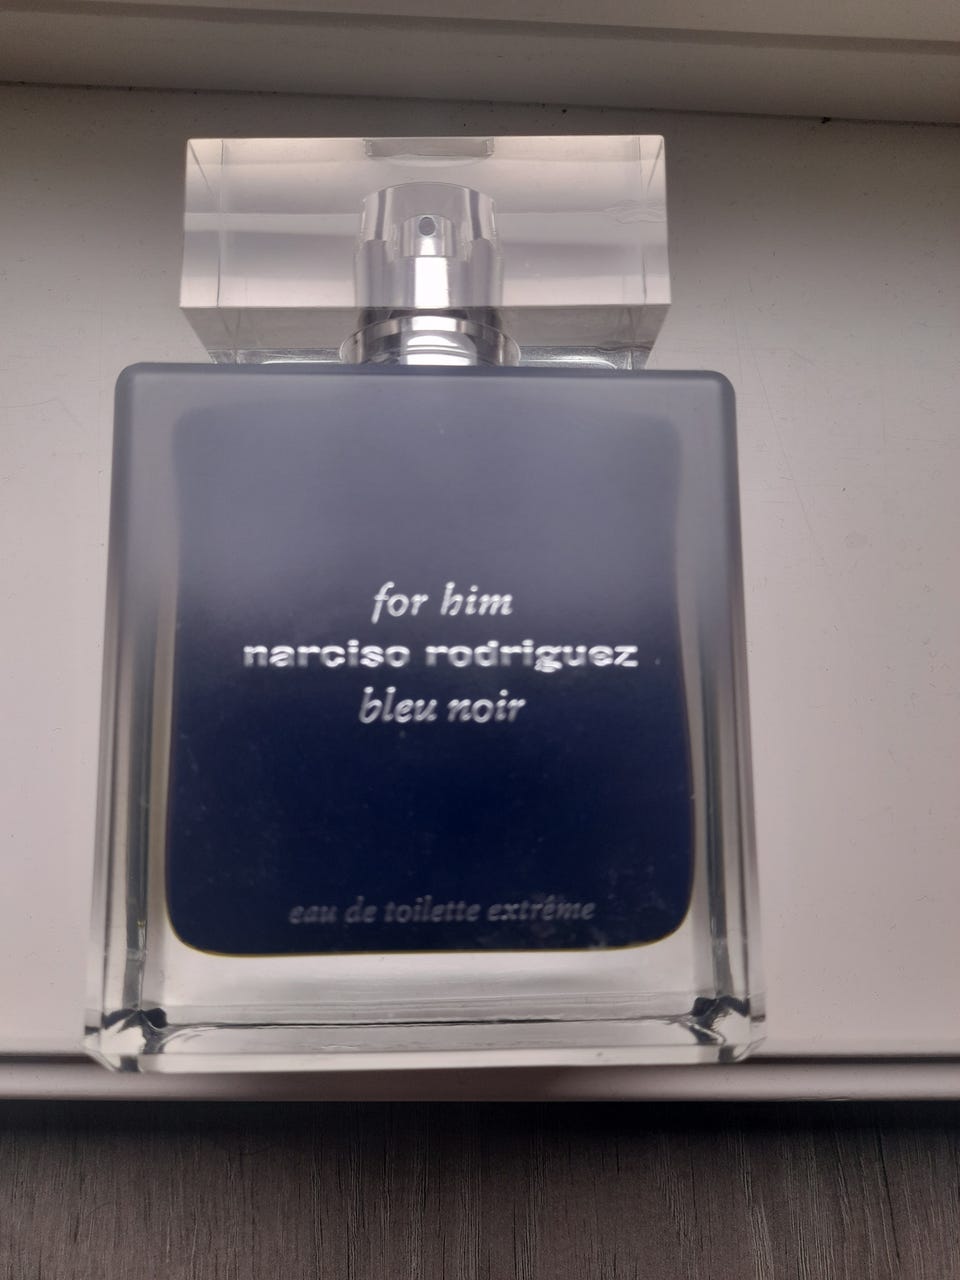 for him
narciso rodriguez
bleu noir
eau de toilette extrême